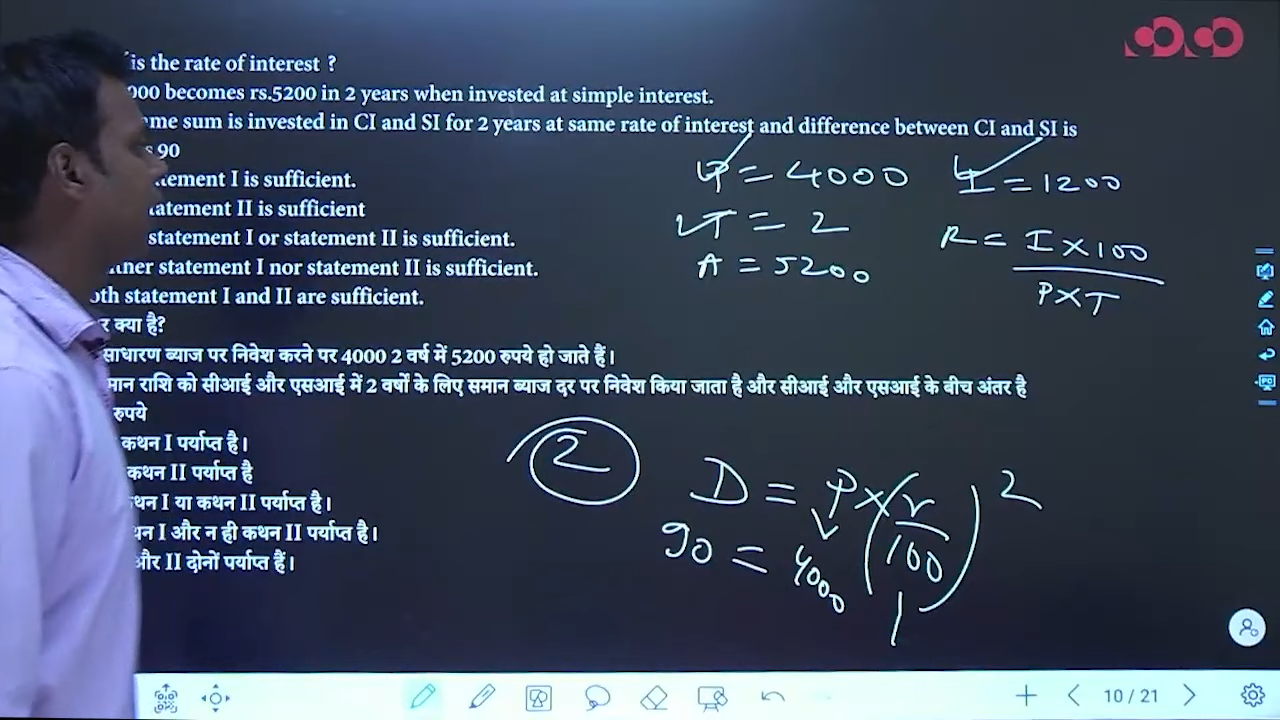 is the rate of interest ?
000 becomes rs.5200 in 2 years when invested at simple interest.
ame sum is invested in CI and SI for 2 years at same rate of interest and difference between CI and SI is
s 90
tement I is sufficient.
tatement II is sufficient
statement I or statement II is sufficient.
ither statement I nor statement II is sufficient.
oth statement I and II are sufficient.
र क्या है?
साधारण ब्याज पर निवेश करने पर 4000 2 वर्ष में 5200 रुपये हो जाते हैं।
मान राशि को सीआई और एसआई में 2 वर्षों के लिए समान ब्याज दर पर निवेश किया जाता है और सीआई और एसआई के बीच अंतर है
रुपये
कथन I पर्याप्त है।
कथन II पर्याप्त है
थन I या कथन II पर्याप्त है।
थन I और न ही कथन II पर्याप्त है।
और II दोनों पर्याप्त हैं।
P = 4000
I = 1200
T = 2
A = 5200
R = I × 100 / P × T
2
D = P × (r/100)^2
90 = 4000
10 / 21